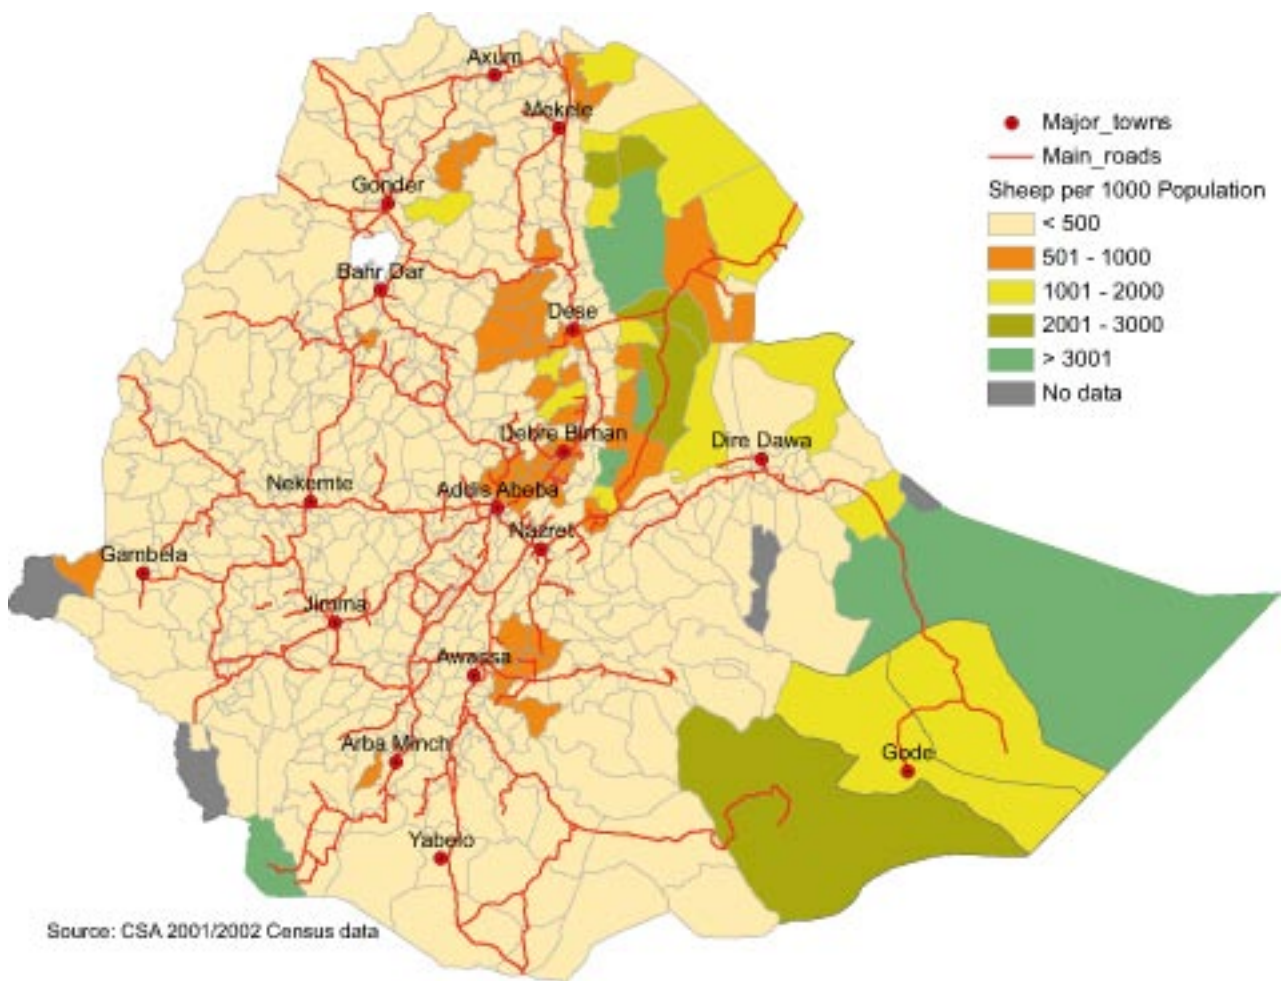 Axum
Mekele
Gonder
Bahr Dar
Dese
Debre Birhan
Dire Dawa
Nekemte
Addis Abeba
Nazret
Gambela
Jimma
Awassa
Arba Minch
Gode
Yabelo
Major_towns
Main_roads
Sheep per 1000 Population
< 500
501 - 1000
1001 - 2000
2001 - 3000
> 3001
No data
Source: CSA 2001/2002 Census data